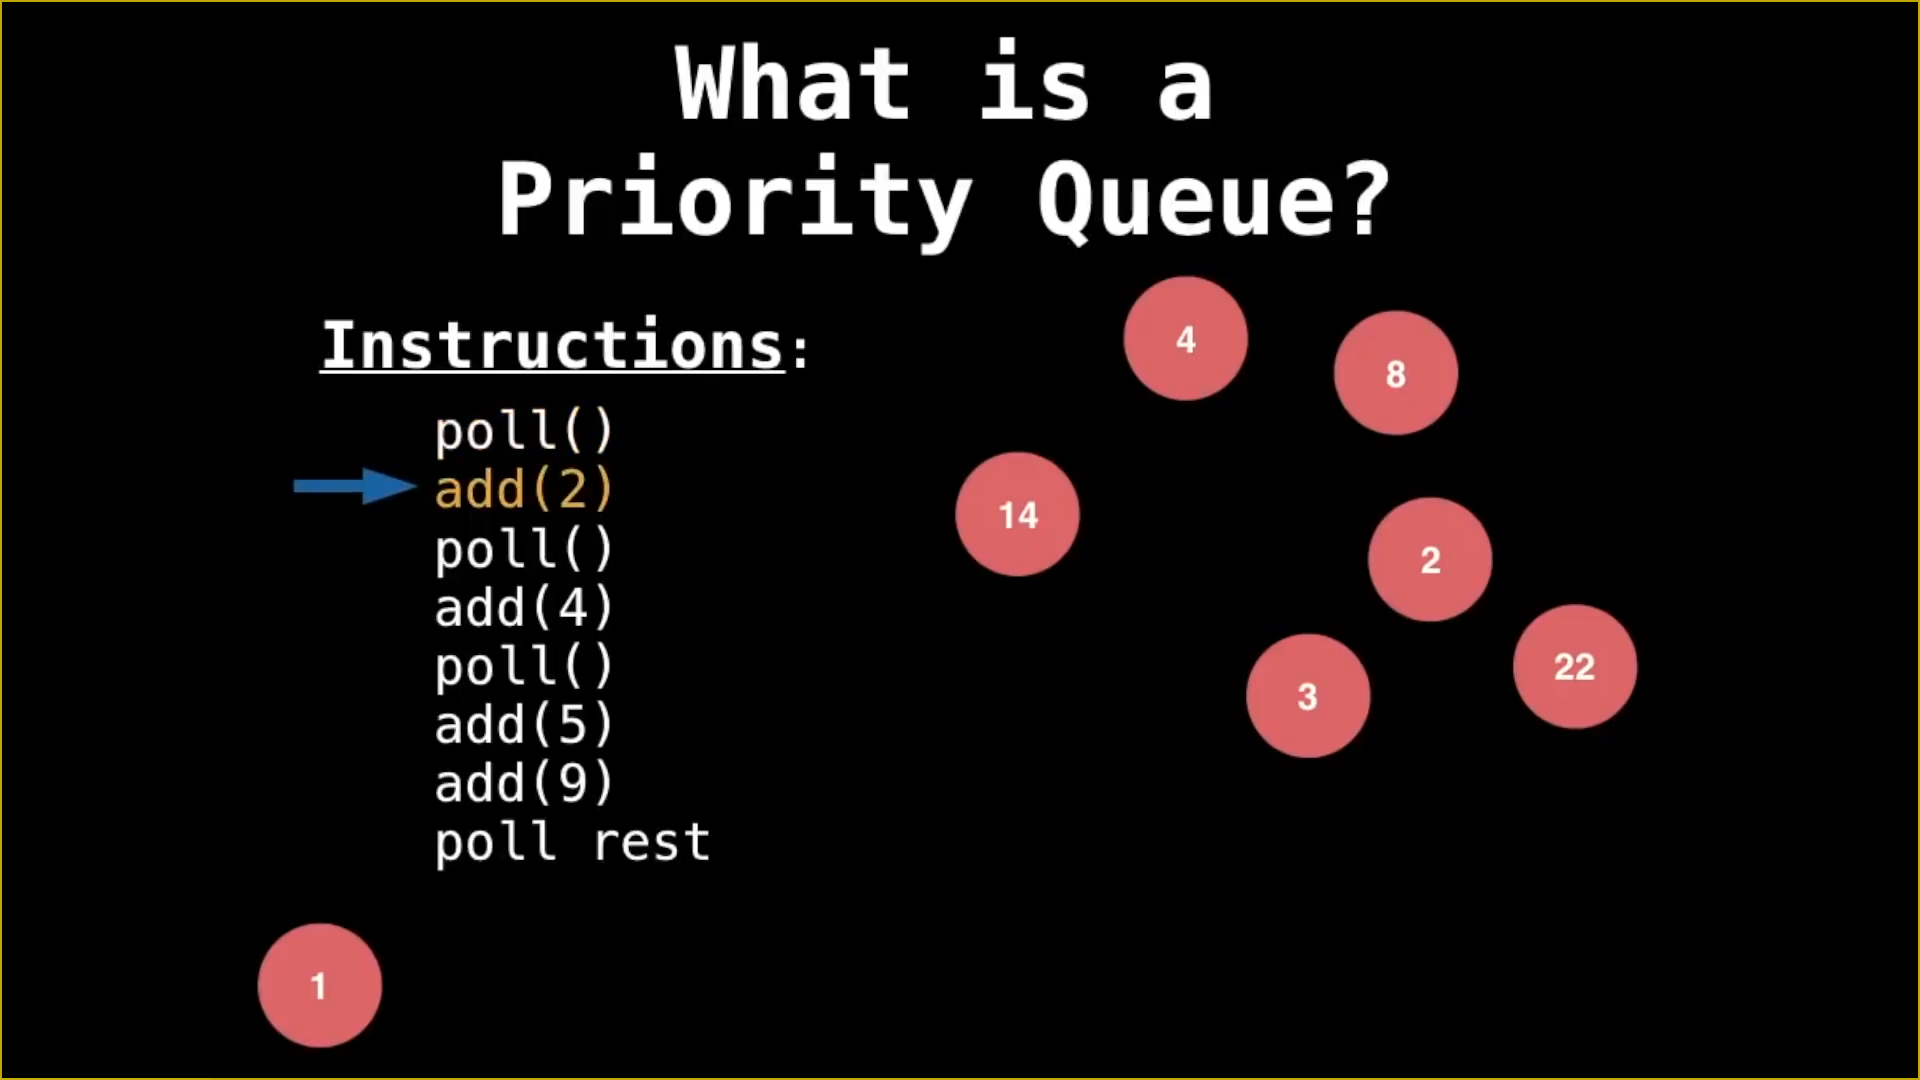 What is a
Priority Queue?
Instructions:
poll()
add(2)
poll()
add(4)
poll()
add(5)
add(9)
poll rest
4
8
14
2
22
3
1